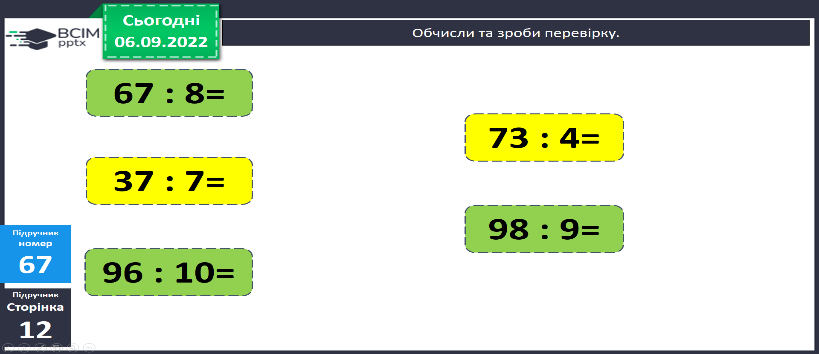 ВСІМ
pptx
Сьогодні
06.09.2022
Обчисли та зроби перевірку.
67 : 8=
37 : 7=
96 : 10=
73 : 4=
98 : 9=
Підручник
номер
67
Підручник
Сторінка
12